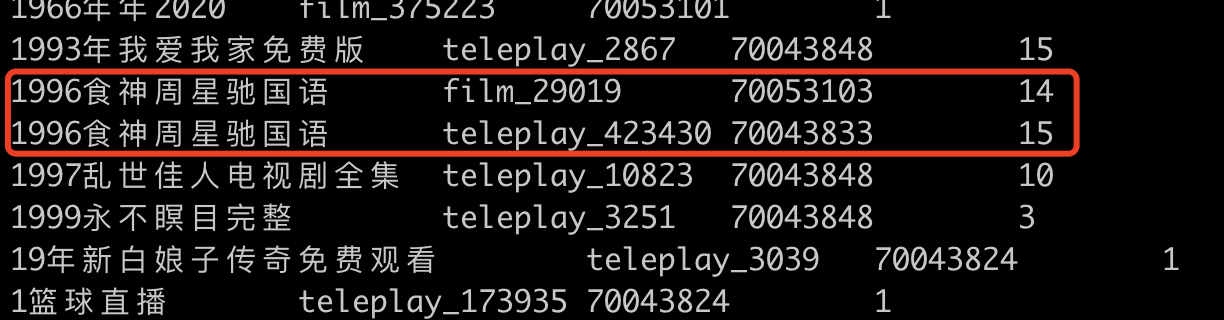 1966年年2020 film_375223 70053101 1
1993年我爱我家免费版 teleplay_2867 70043848 15
1996食神周星驰国语 film_29019 70053103 14
1996食神周星驰国语 teleplay_423430 70043833 15
1997乱世佳人电视剧全集 teleplay_10823 70043848 10
1999永不瞑目完整 teleplay_3251 70043848 3
19年新白娘子传奇免费观看 teleplay_3039 70043824 1
1篮球直播 teleplay_173935 70043824 1